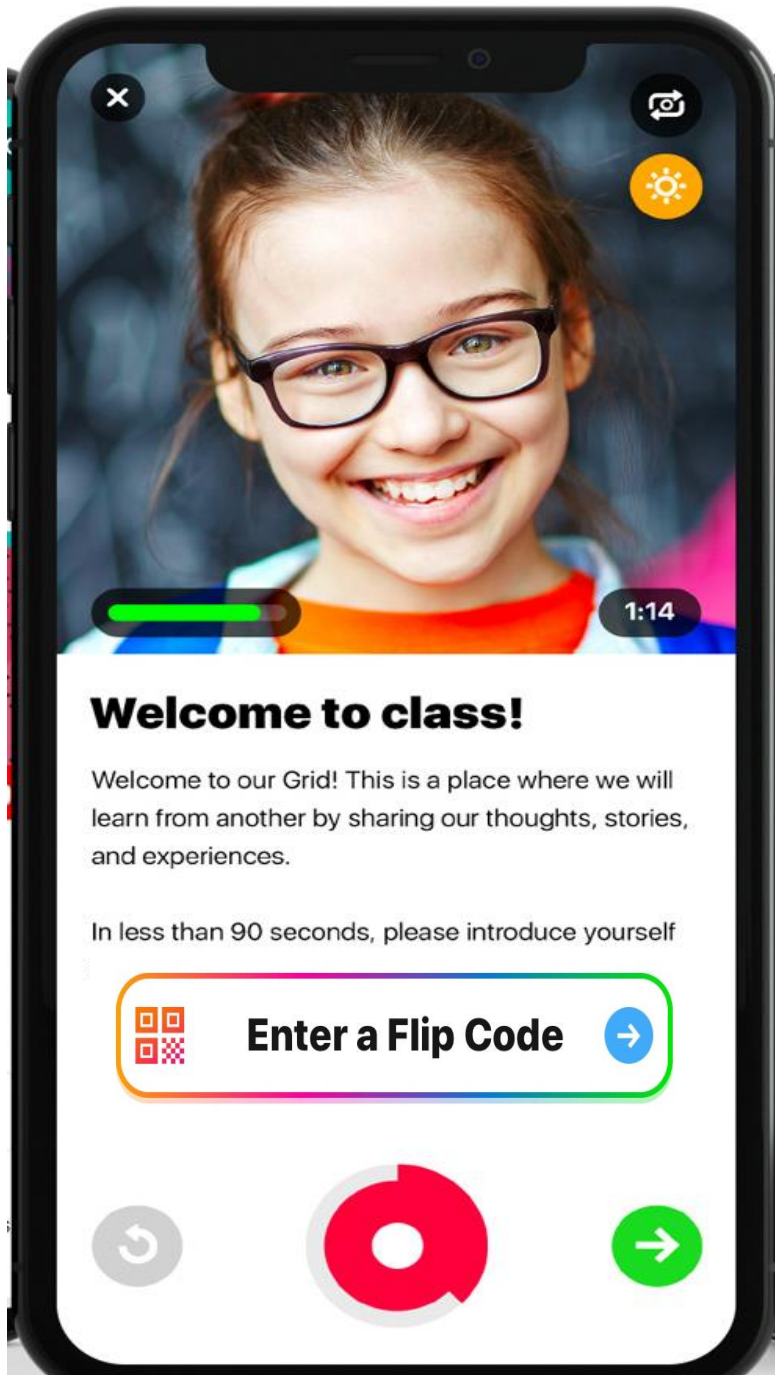 1:14
Welcome to class!
Welcome to our Grid! This is a place where we will
learn from another by sharing our thoughts, stories,
and experiences.
In less than 90 seconds, please introduce yourself
Enter a Flip Code